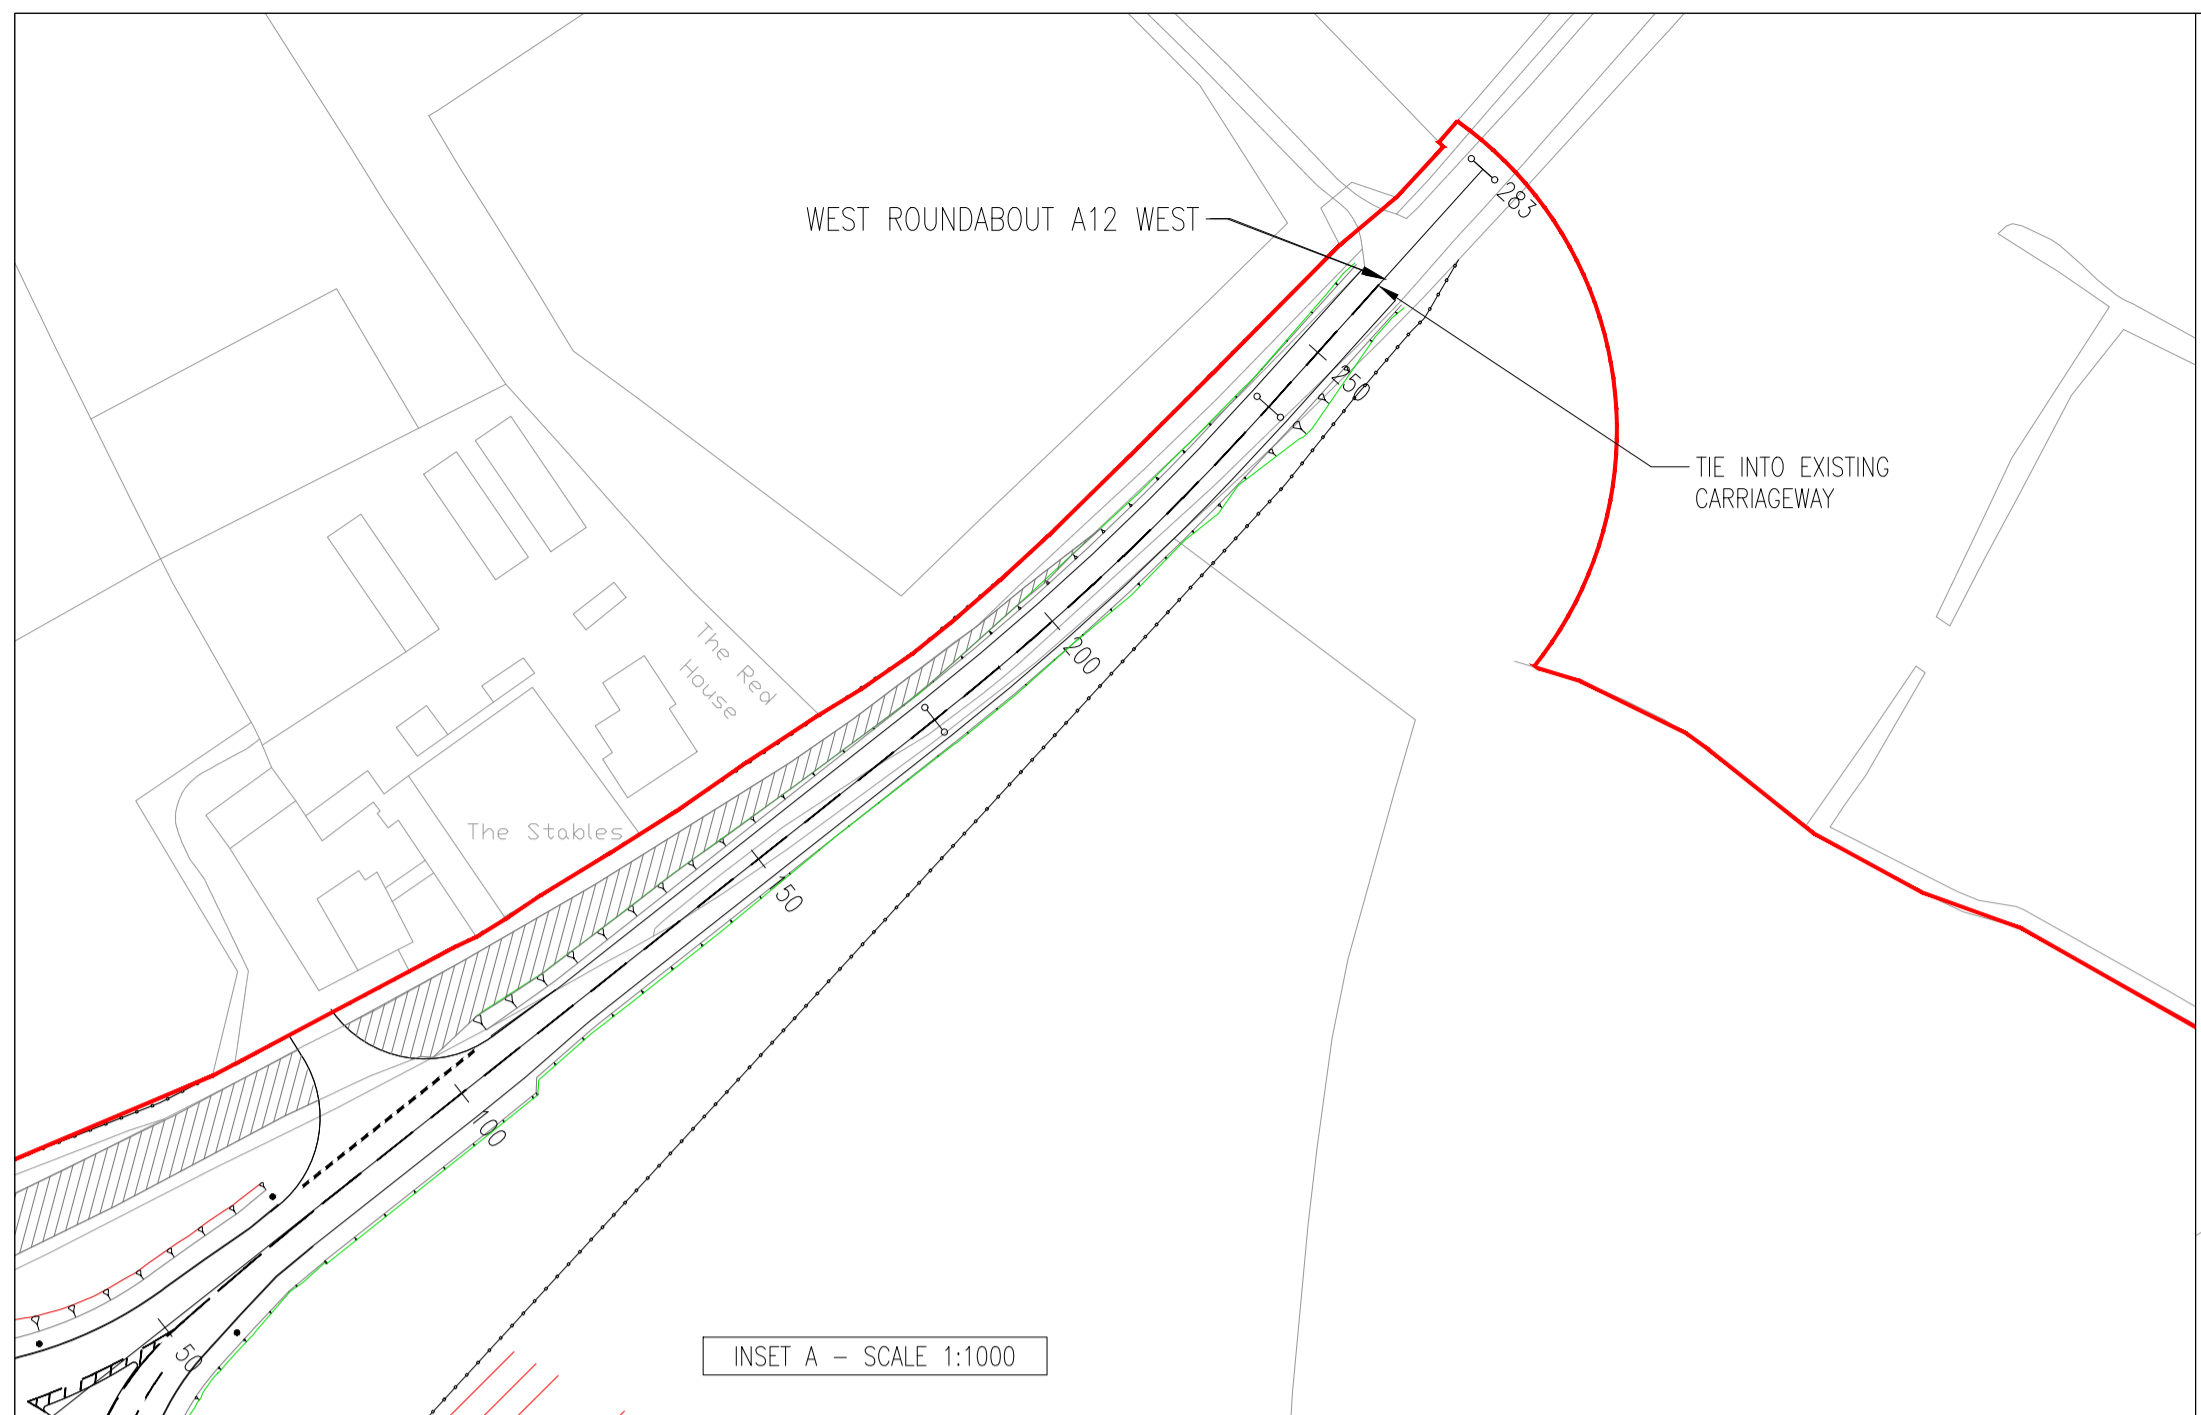 WEST ROUNDABOUT A12 WEST
283
250
TIE INTO EXISTING
CARRIAGEWAY
The Red
House
200
The Stables
150
100
50
INSET A – SCALE 1:1000